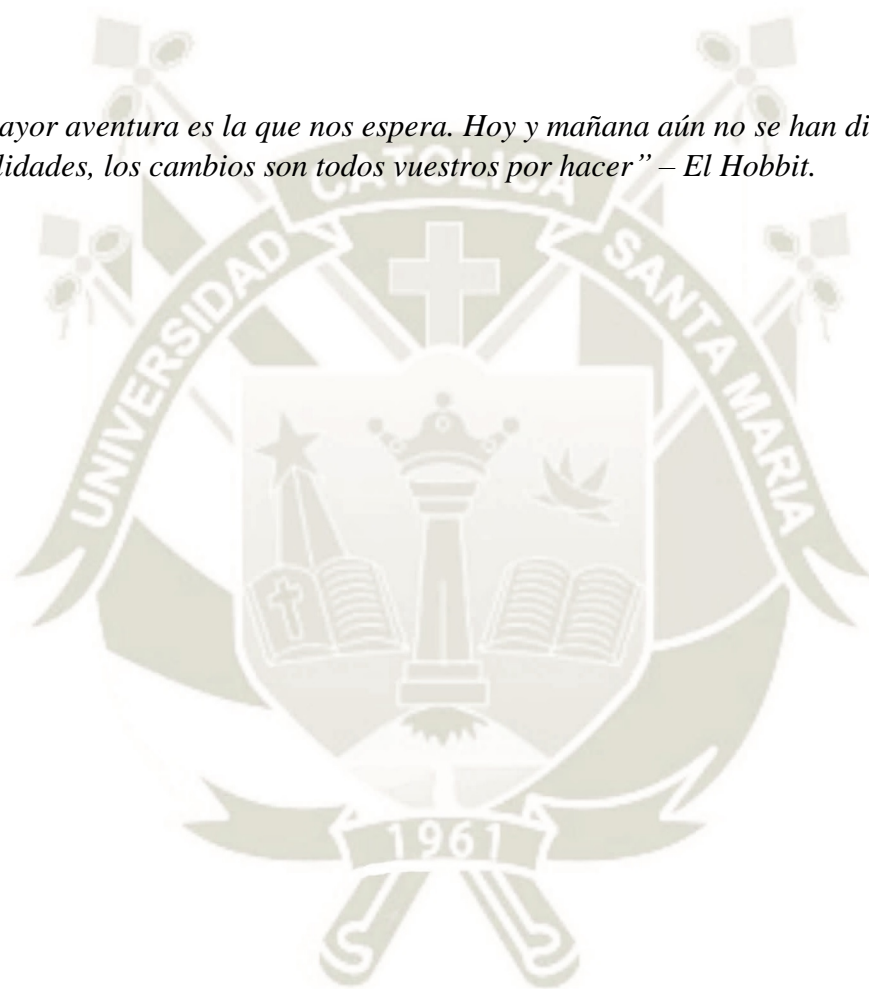 ayor aventura es la que nos espera. Hoy y mañana aún no se han di
lidades, los cambios son todos vuestros por hacer” – El Hobbit.
CATÓLICA
UNIVERSIDAD
SANTA MARIA
1961